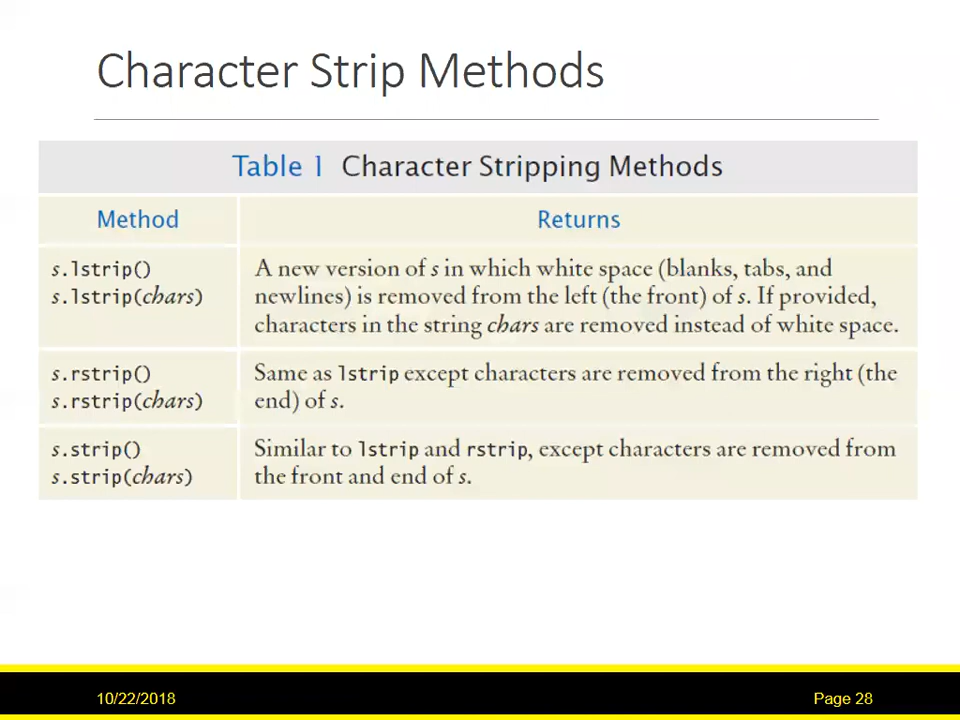 Character Strip Methods
Table 1 Character Stripping Methods
Method Returns
s.lstrip()
s.lstrip(chars)
A new version of s in which white space (blanks, tabs, and
newlines) is removed from the left (the front) of s. If provided,
characters in the string chars are removed instead of white space.
s.rstrip()
s.rstrip(chars)
Same as lstrip except characters are removed from the right (the
end) of s.
s.strip()
s.strip(chars)
Similar to lstrip and rstrip, except characters are removed from
the front and end of s.
10/22/2018 Page 28